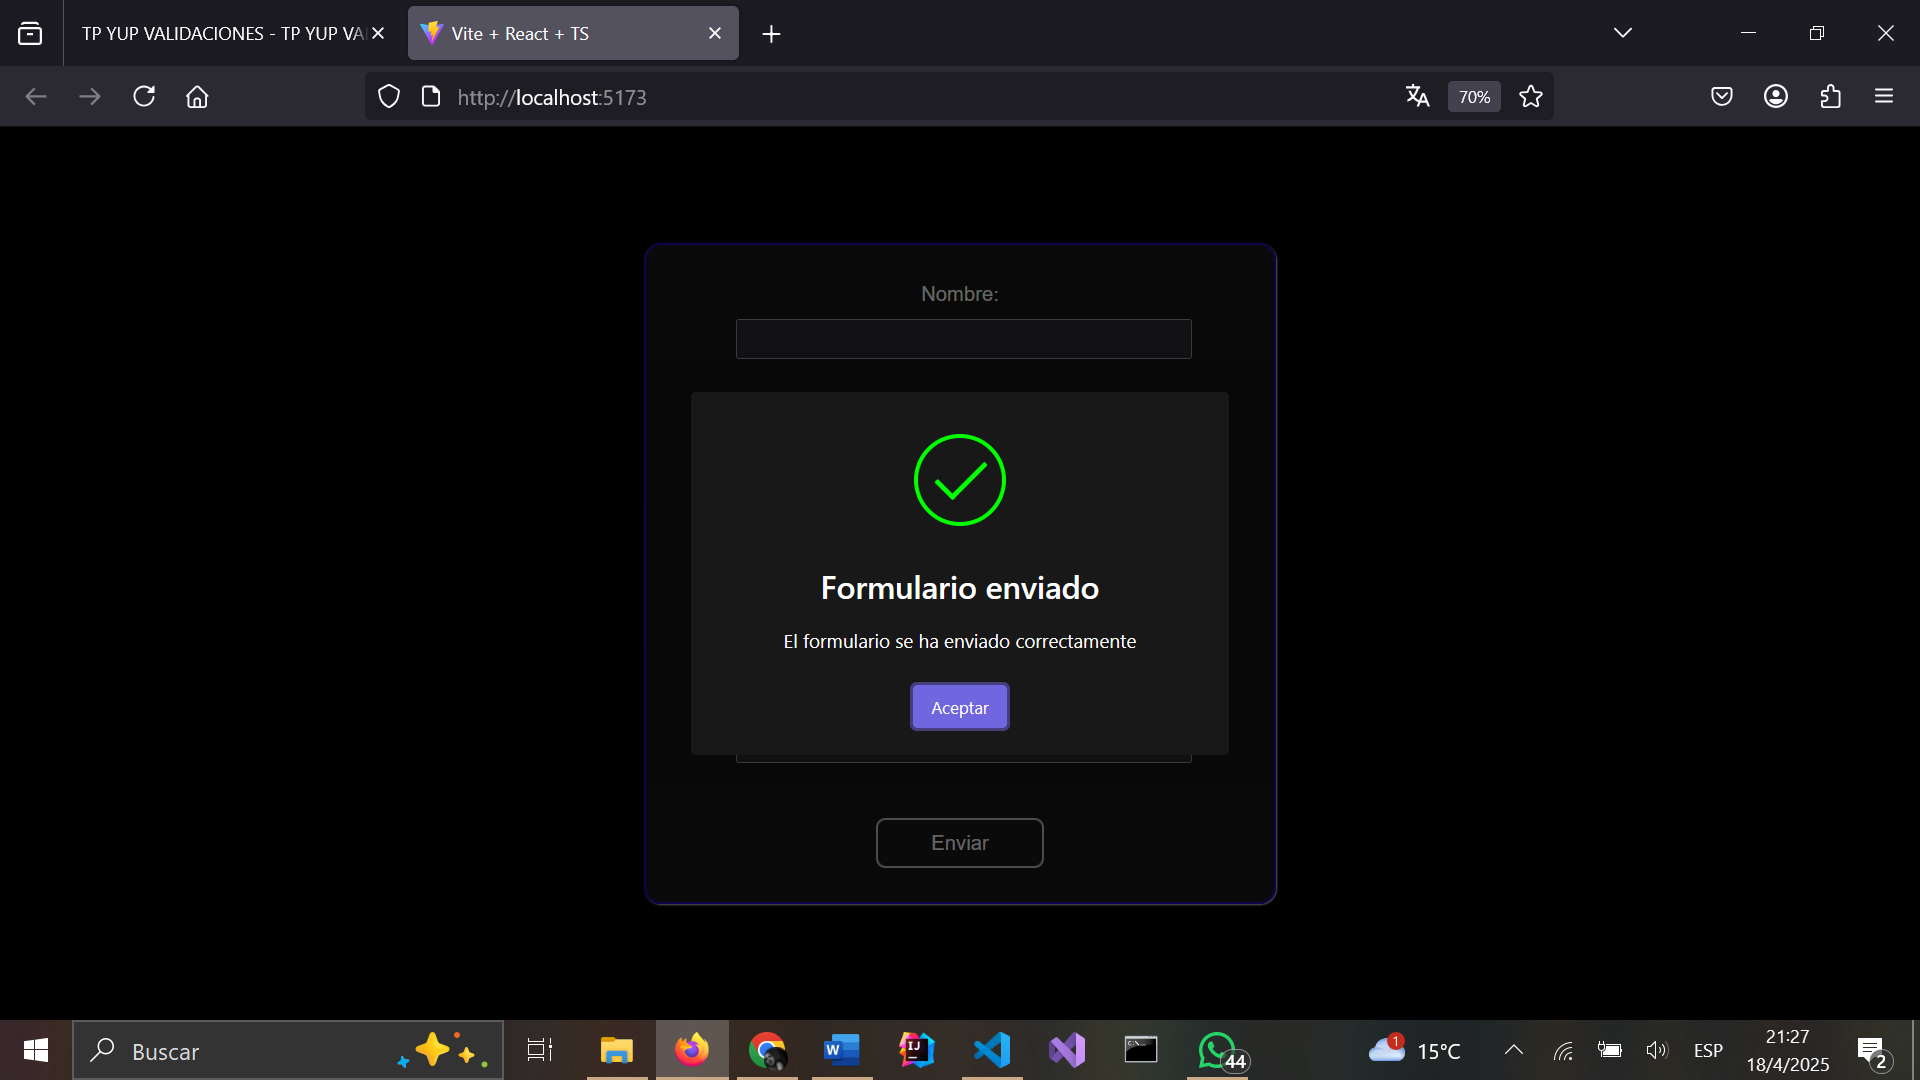 TP YUP VALIDACIONES - TP YUP VA
Vite + React + TS
http://localhost:5173
70%
Nombre:
Formulario enviado
El formulario se ha enviado correctamente
Aceptar
Enviar
Buscar
W
IJ
C:\
44
1
15°C
ESP
21:27
18/4/2025
2